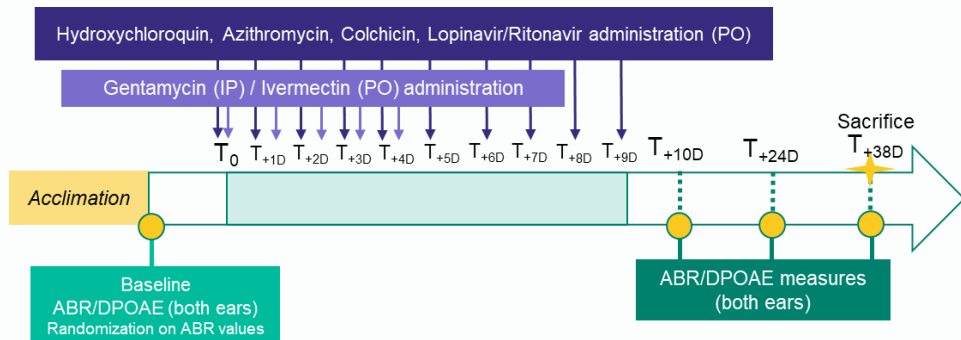 Hydroxychloroquin, Azithromycin, Colchicin, Lopinavir/Ritonavir administration (PO)
Gentamycin (IP) / Ivermectin (PO) administration
Sacrifice
T0 T+1D T+2D T+3D T+4D T+5D T+6D T+7D T+8D T+9D T+10D T+24D T+38D
Acclimation
Baseline
ABR/DPOAE (both ears)
Randomization on ABR values
ABR/DPOAE measures
(both ears)